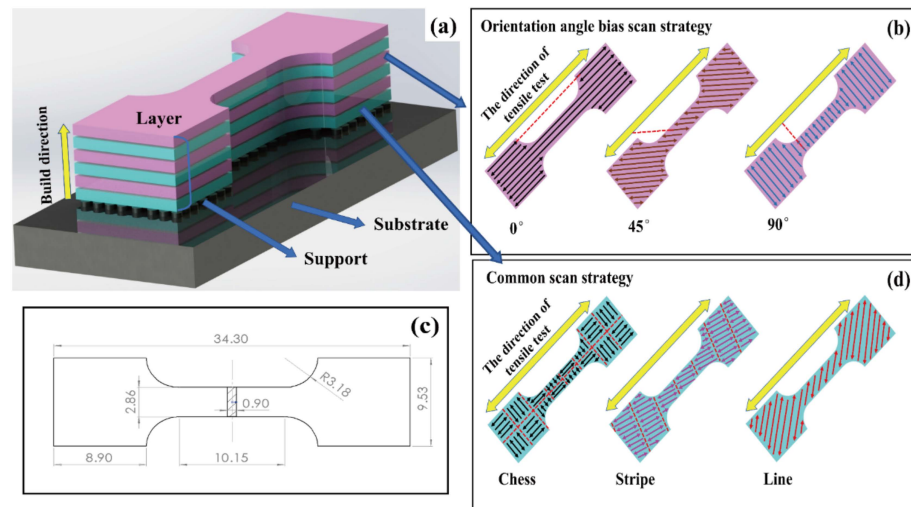 (a)
Layer
Build direction
Substrate
Support
Orientation angle bias scan strategy
(b)
The direction of
tensile test
0°
45°
90°
(c)
34.30
R3.18
2.86
0.90
9.53
8.90
10.15
Common scan strategy
(d)
The direction of
tensile test
Chess
Stripe
Line